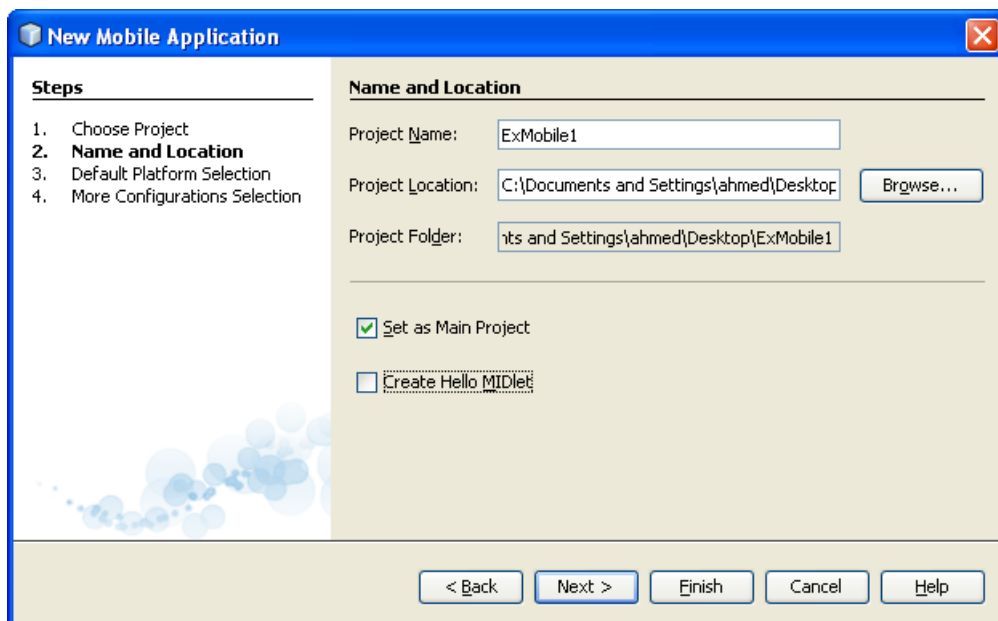 New Mobile Application
Steps
1. Choose Project
2. Name and Location
3. Default Platform Selection
4. More Configurations Selection
Name and Location
Project Name: ExMobile1
Project Location: C:\Documents and Settings\ahmed\Desktop Browse...
Project Folder: nts and Settings\ahmed\Desktop\ExMobile1
Set as Main Project
Create Hello MIDlet
< Back Next > Finish Cancel Help